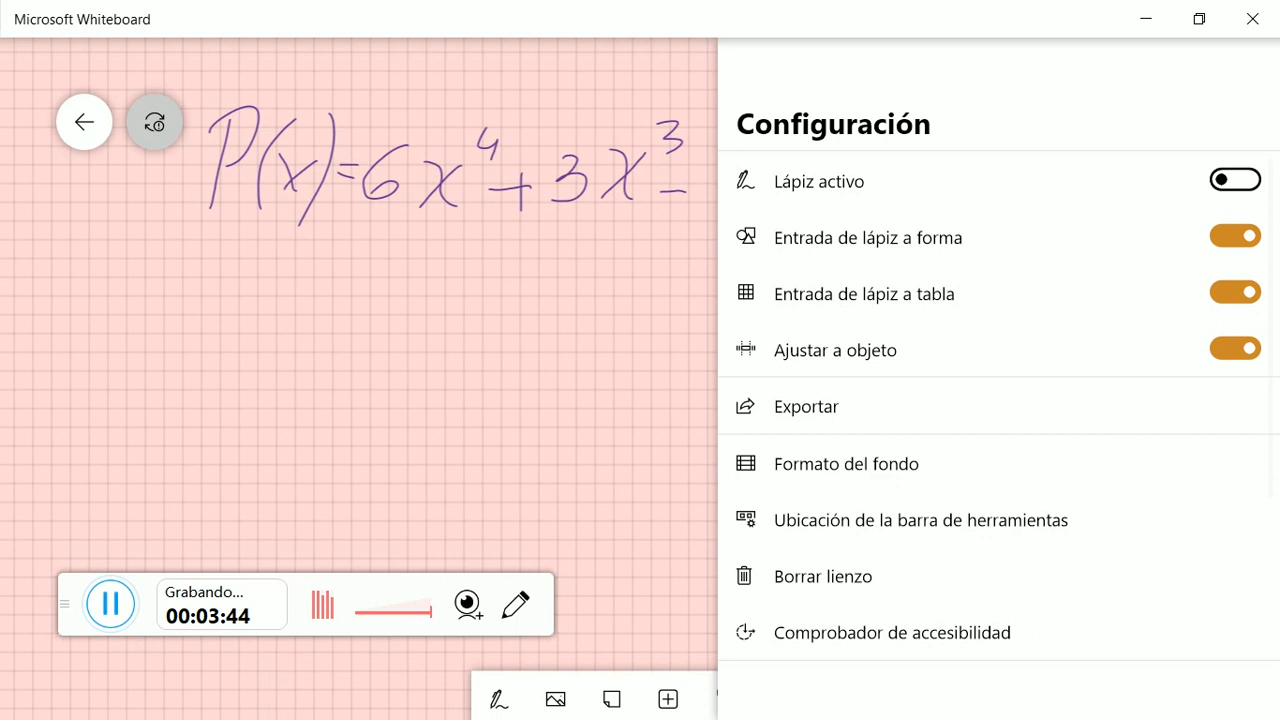 Microsoft Whiteboard
P(x)=6x⁴+3x³-
Configuración
Lápiz activo
Entrada de lápiz a forma
Entrada de lápiz a tabla
Ajustar a objeto
Exportar
Formato del fondo
Ubicación de la barra de herramientas
Borrar lienzo
Comprobador de accesibilidad
Grabando...
00:03:44